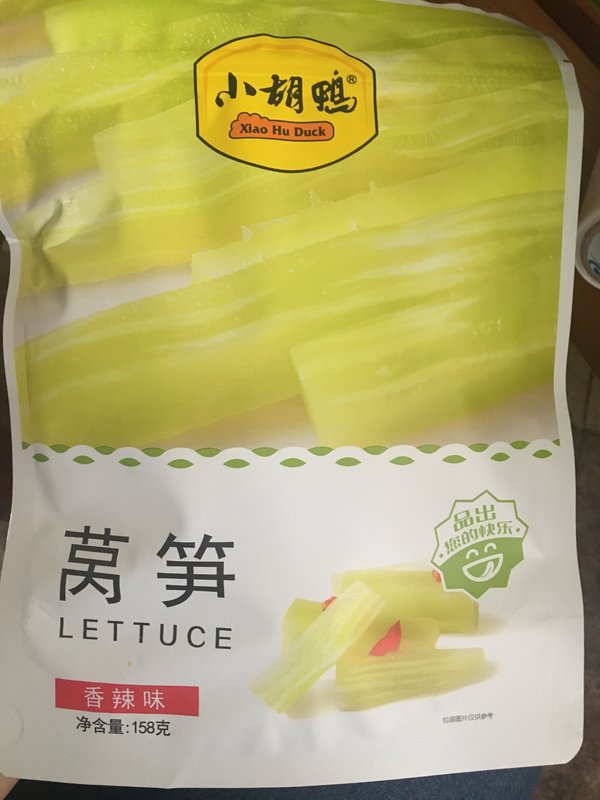 小胡鸭®
Xiao Hu Duck
品出
您的快乐
莴笋
LETTUCE
香辣味
净含量:158克
包装图片仅供参考